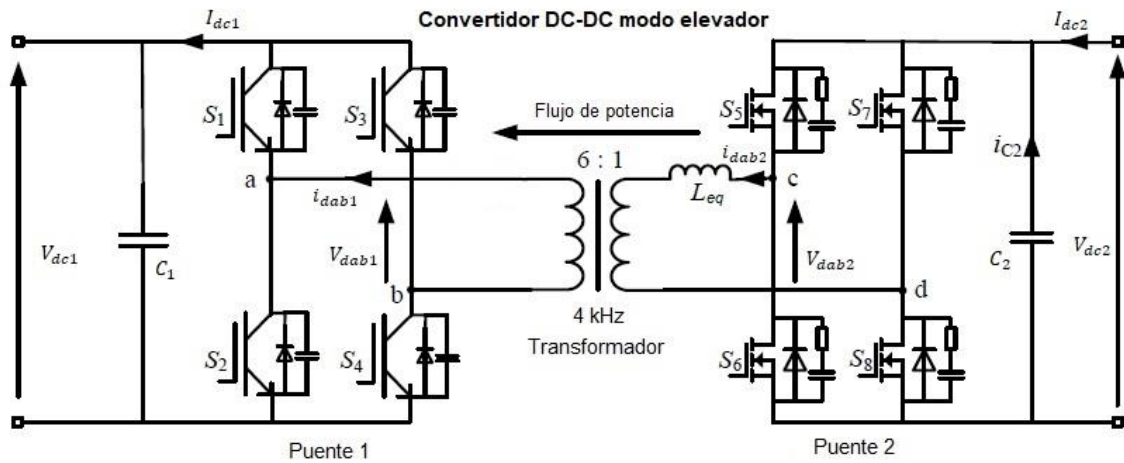 Convertidor DC-DC modo elevador
I_dc1
I_dc2
S_1
S_3
Flujo de potencia
S_5
S_7
6 : 1
a
i_dab1
i_dab2
c
L_eq
i_C2
V_dc1
C_1
V_dab1
V_dab2
C_2
V_dc2
b
d
4 kHz
Transformador
S_2
S_4
S_6
S_8
Puente 1
Puente 2